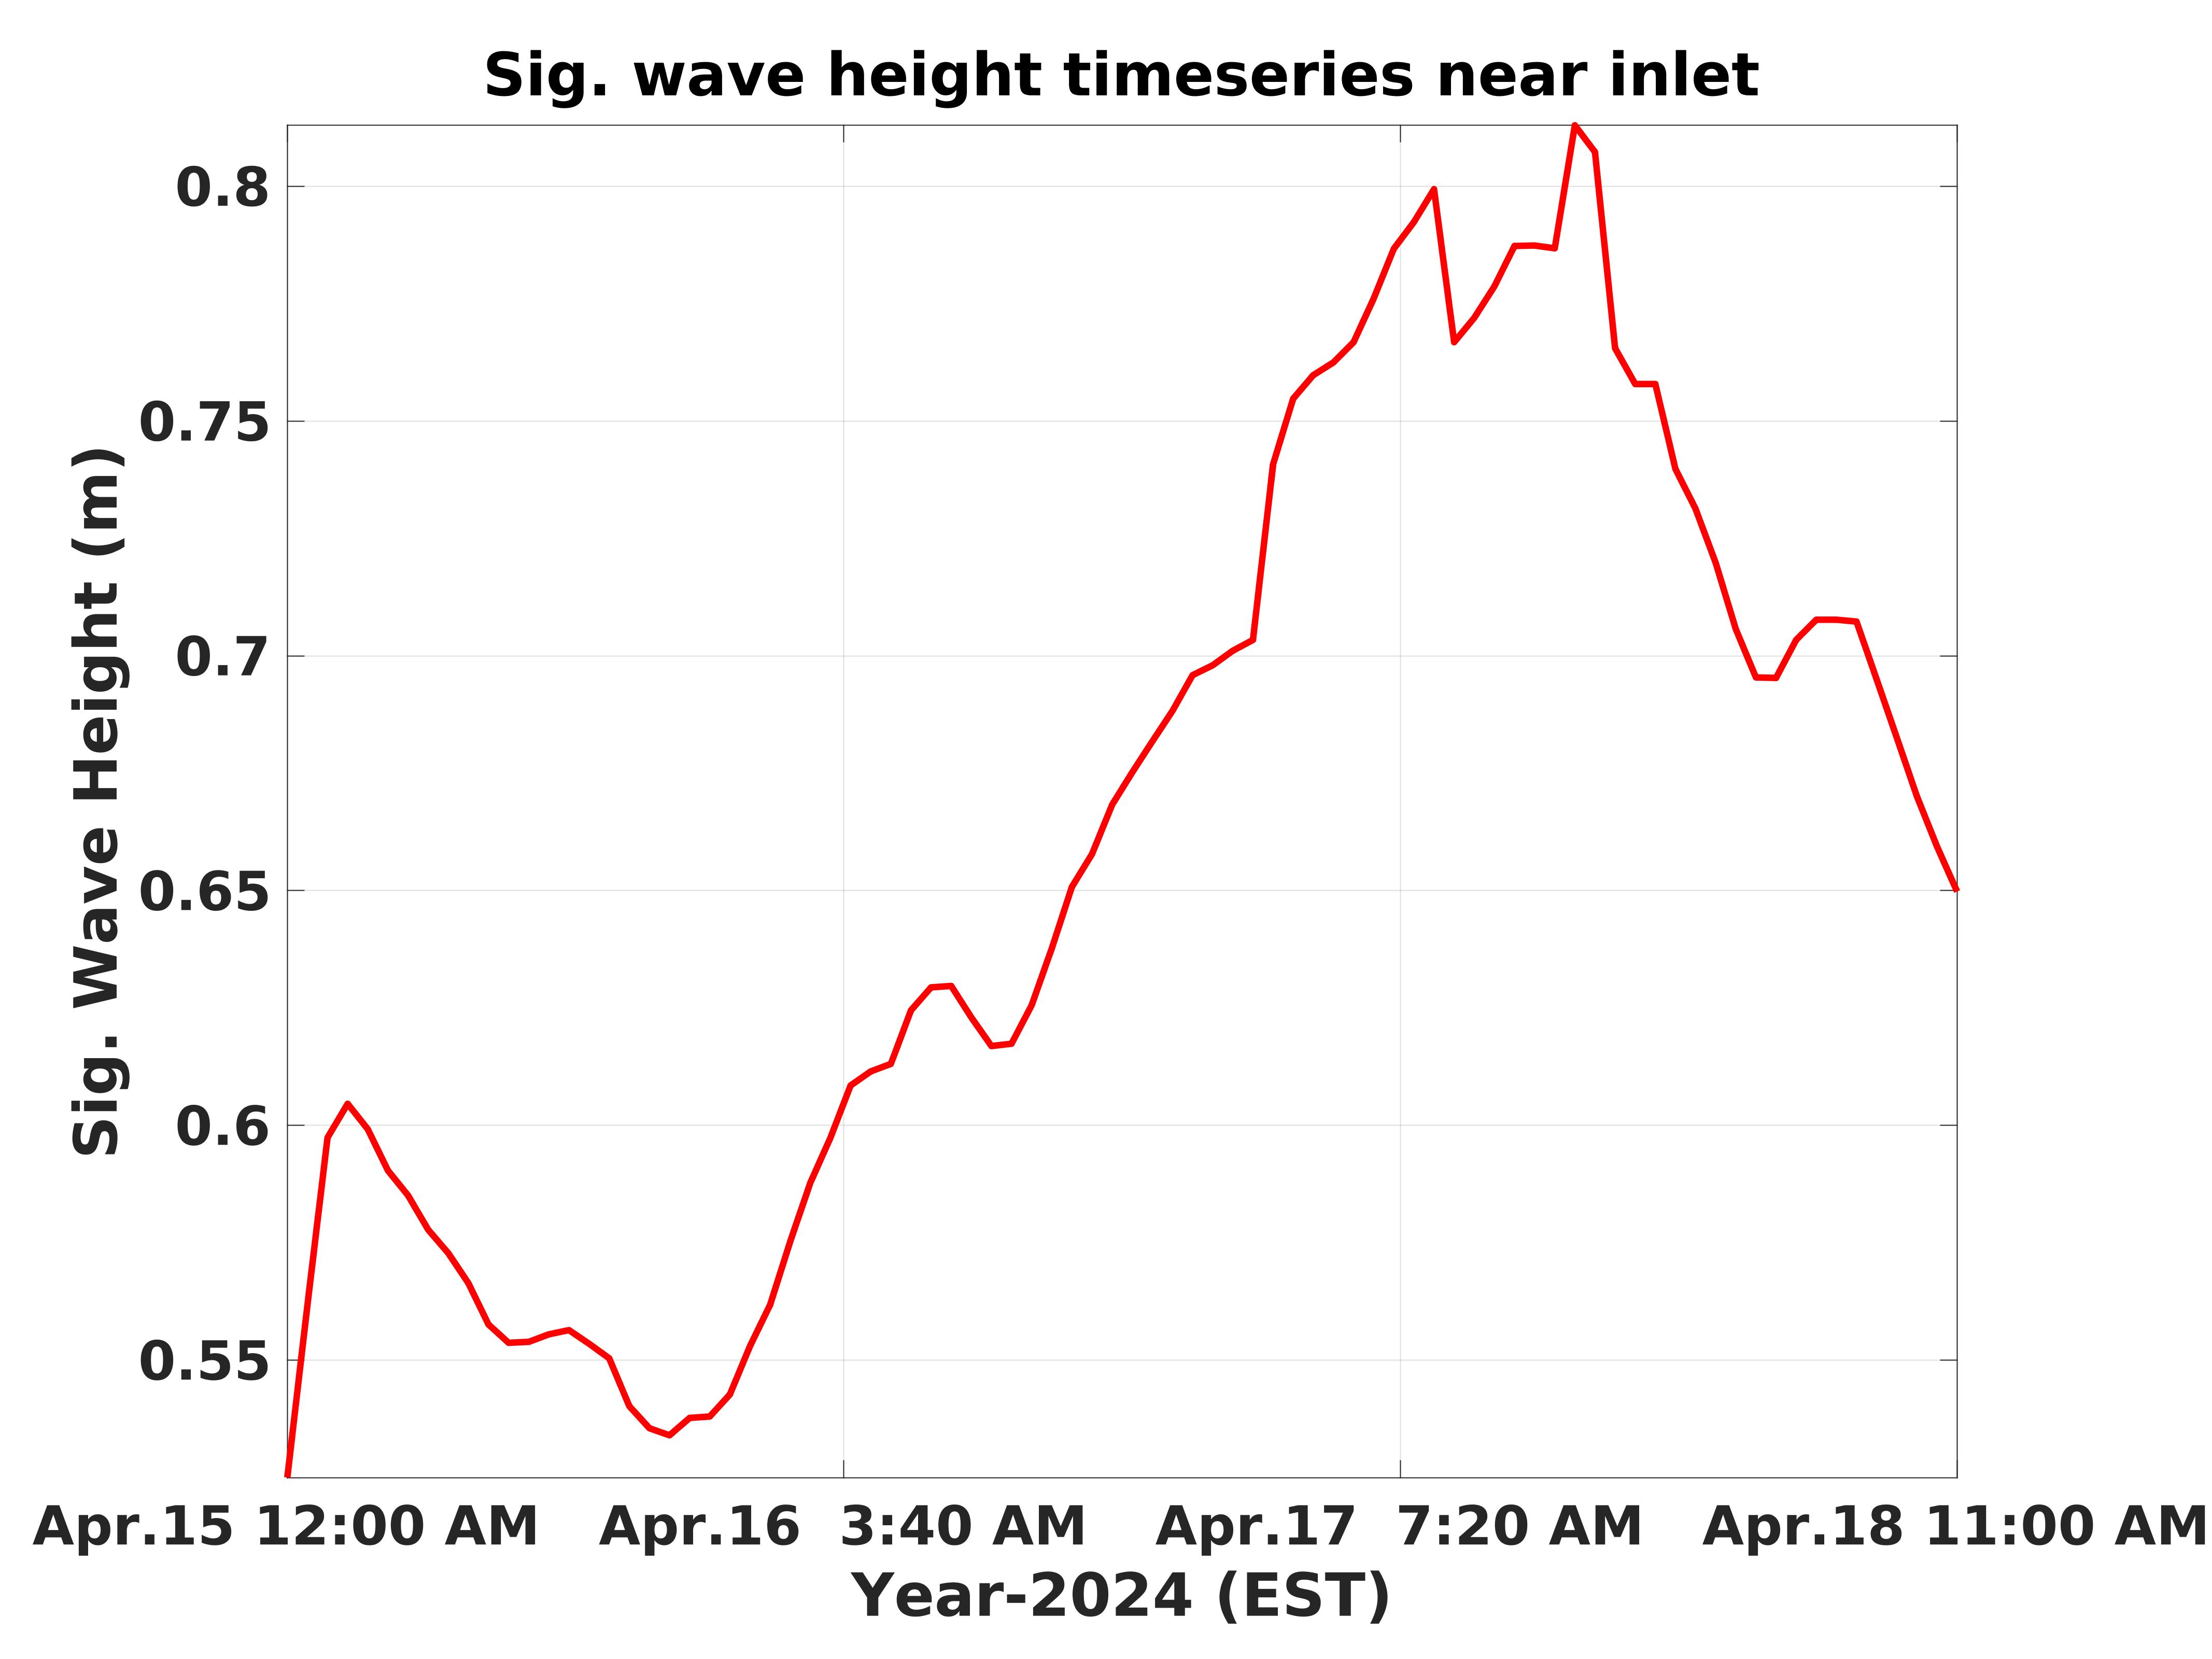 Sig. wave height timeseries near inlet
0.8
0.75
0.7
0.65
0.6
0.55
Sig. Wave Height (m)
Apr.15 12:00 AM Apr.16 3:40 AM Apr.17 7:20 AM Apr.18 11:00 AM
Year-2024 (EST)